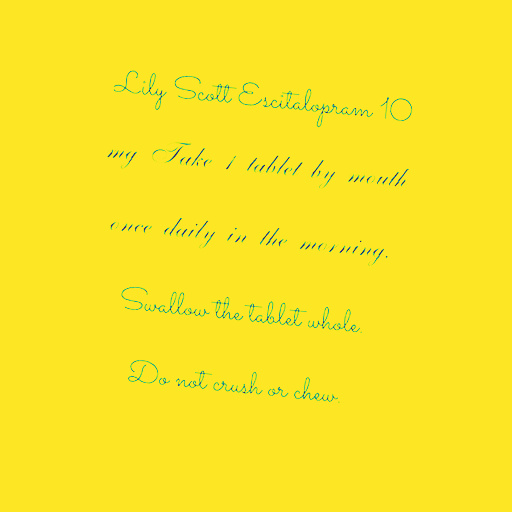 Lily Scott Escitalopram 10
mg Take 1 tablet by mouth
once daily in the morning.
Swallow the tablet whole.
Do not crush or chew.